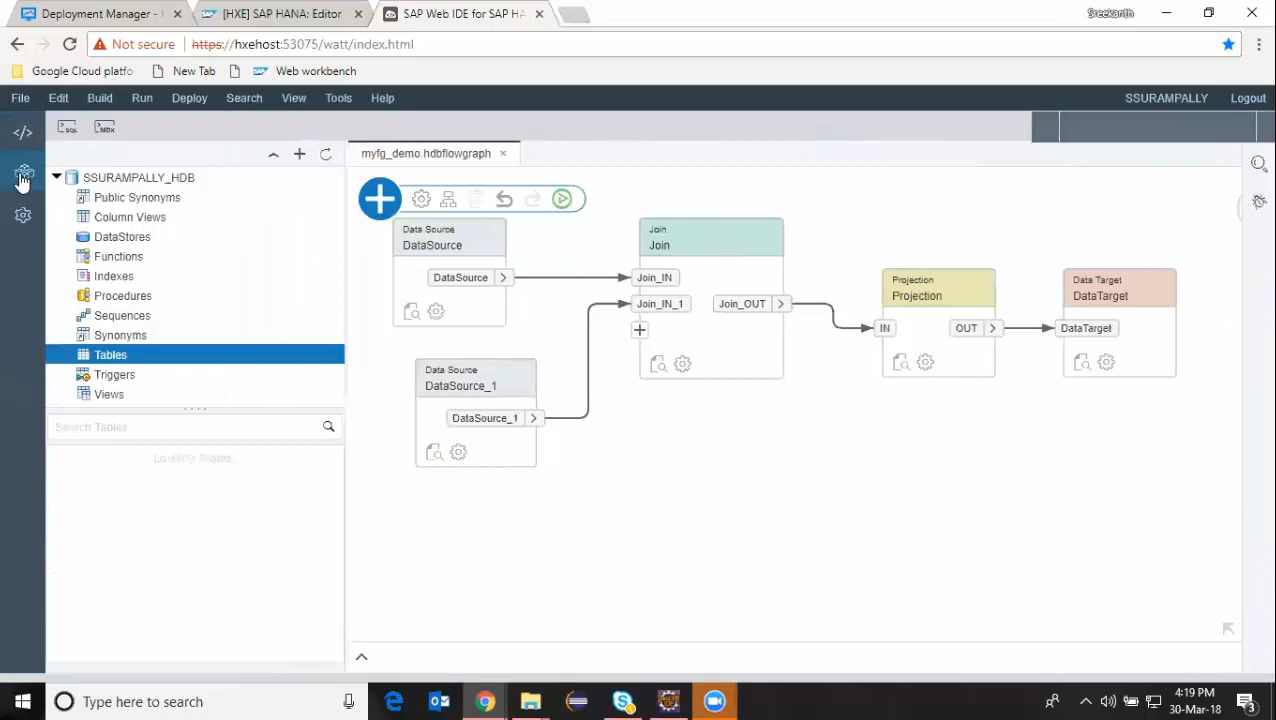 Deployment Manager -
[HXE] SAP HANA: Editor
SAP Web IDE for SAP HA
Sreekanth
Not secure https://hxehost:53075/watt/index.html
Google Cloud platfo New Tab Web workbench
File Edit Build Run Deploy Search View Tools Help
SSURAMPALLY Logout
SQL MDX
myfg_demo.hdbflowgraph
SSURAMPALLY_HDB
Public Synonyms
Column Views
DataStores
Functions
Indexes
Procedures
Sequences
Synonyms
Tables
Triggers
Views
Search Tables
Data Source
DataSource
DataSource
Data Source
DataSource_1
DataSource_1
Join
Join
Join_IN
Join_IN_1 Join_OUT
Projection
Projection
IN OUT
Data Target
DataTarget
DataTarget
Type here to search
4:19 PM
30-Mar-18
3